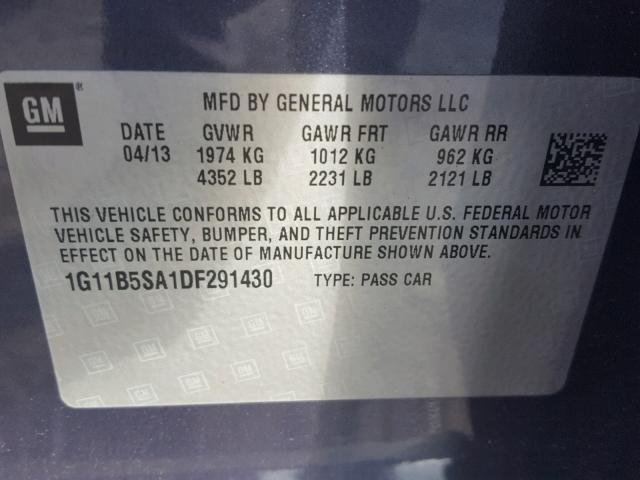 GM ®
MFD BY GENERAL MOTORS LLC
DATE GVWR GAWR FRT GAWR RR
04/13 1974 KG 1012 KG 962 KG
4352 LB 2231 LB 2121 LB
THIS VEHICLE CONFORMS TO ALL APPLICABLE U.S. FEDERAL MOTOR
VEHICLE SAFETY, BUMPER, AND THEFT PREVENTION STANDARDS IN
EFFECT ON THE DATE OF MANUFACTURE SHOWN ABOVE.
1G11B5SA1DF291430 TYPE: PASS CAR